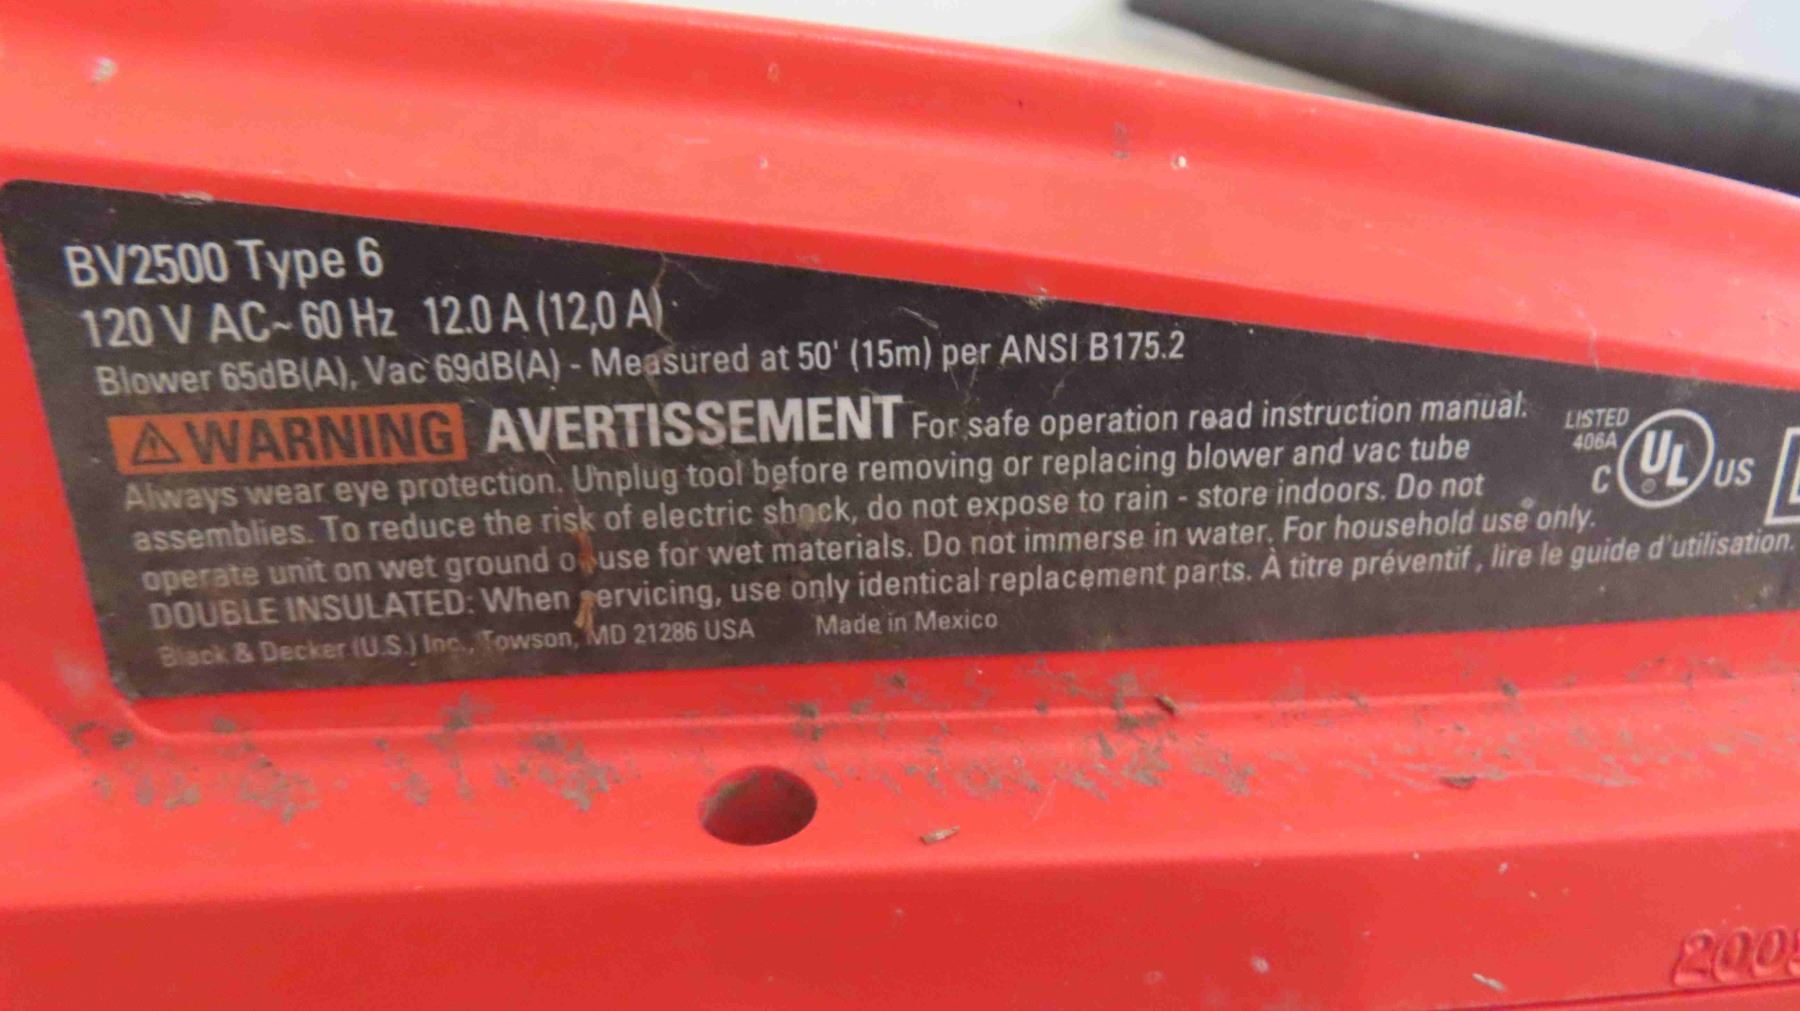 BV2500 Type 6
120 V AC~ 60 Hz 12.0 A (12,0 A)
Blower 65dB(A), Vac 69dB(A) - Measured at 50' (15m) per ANSI B175.2
⚠ WARNING AVERTISSEMENT For safe operation read instruction manual.
Always wear eye protection. Unplug tool before removing or replacing blower and vac tube
assemblies. To reduce the risk of electric shock, do not expose to rain - store indoors. Do not
operate unit on wet ground or use for wet materials. Do not immerse in water. For household use only.
DOUBLE INSULATED: When servicing, use only identical replacement parts. À titre préventif, lire le guide d'utilisation.
Black & Decker (U.S.) Inc., Towson, MD 21286 USA Made in Mexico
LISTED
406A
C UL US